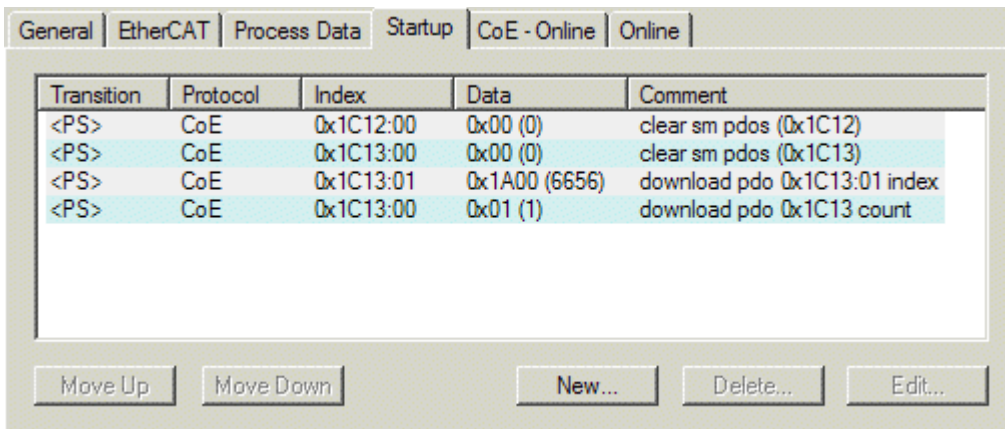 General EtherCAT Process Data Startup CoE - Online Online
Transition Protocol Index Data Comment
<PS> CoE 0x1C12:00 0x00 (0) clear sm pdos (0x1C12)
<PS> CoE 0x1C13:00 0x00 (0) clear sm pdos (0x1C13)
<PS> CoE 0x1C13:01 0x1A00 (6656) download pdo 0x1C13:01 index
<PS> CoE 0x1C13:00 0x01 (1) download pdo 0x1C13 count
Move Up Move Down New... Delete... Edit...